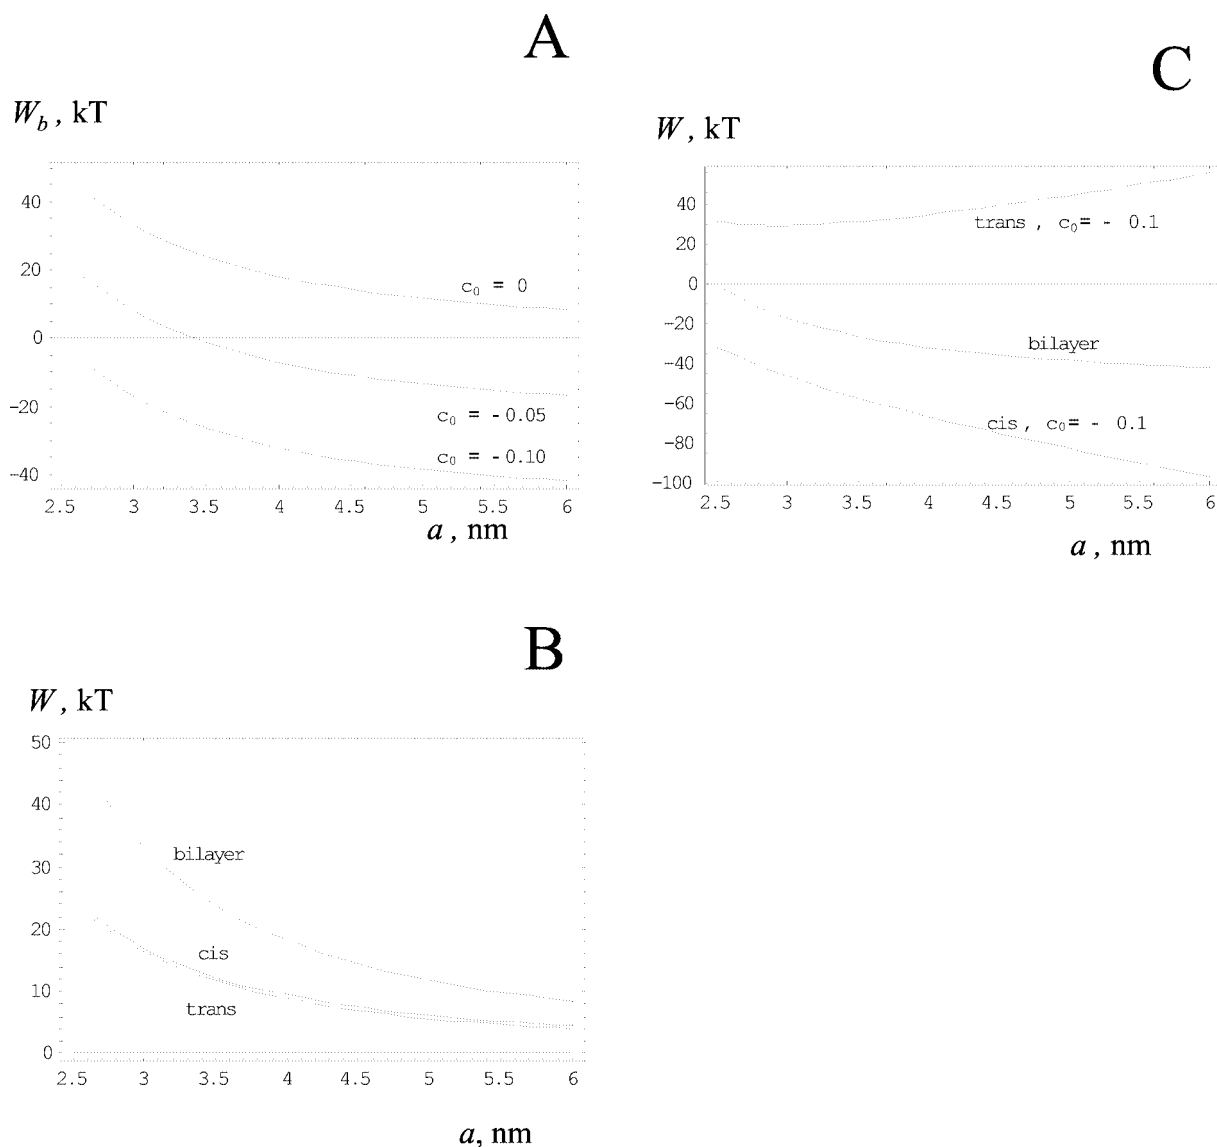 A
W_b , kT
40
20
0
−20
−40
c₀ = 0
c₀ = -0.05
c₀ = -0.10
2.5 3 3.5 4 4.5 5 5.5 6
a , nm
C
W , kT
40
20
0
−20
−40
−60
−80
−100
trans , c₀= - 0.1
bilayer
cis , c₀= - 0.1
2.5 3 3.5 4 4.5 5 5.5 6
a , nm
B
W, kT
50
40
30
20
10
0
bilayer
cis
trans
2.5 3 3.5 4 4.5 5 5.5 6
a, nm